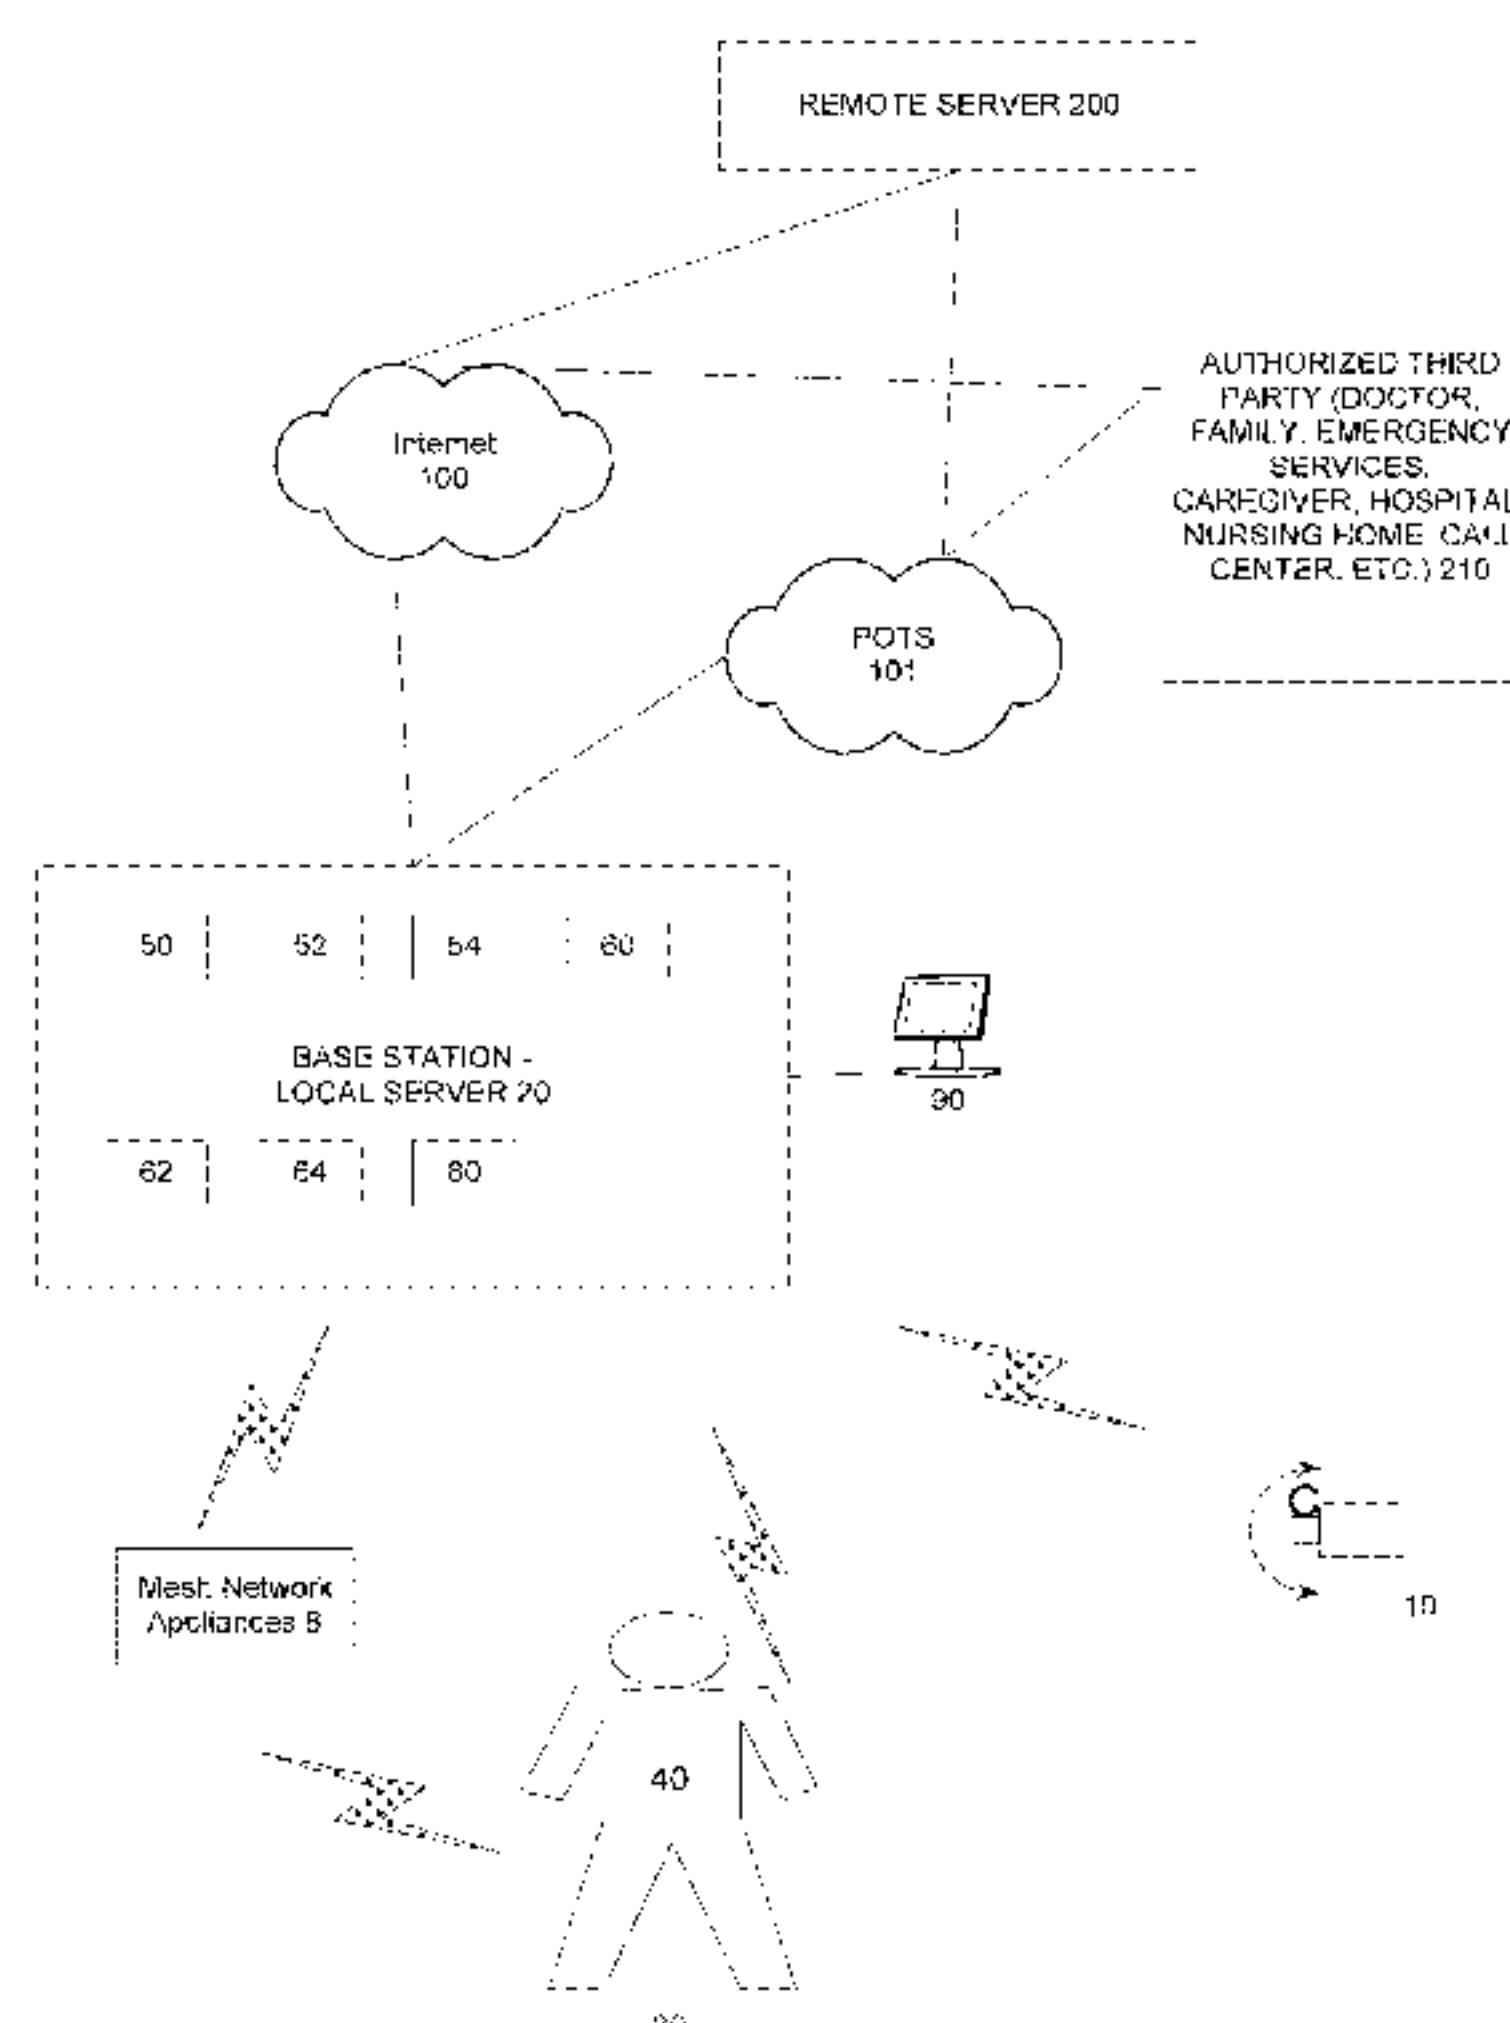 REMOTE SERVER 200
Internet
100
AUTHORIZED THIRD
PARTY (DOCTOR,
FAMILY, EMERGENCY
SERVICES,
CAREGIVER, HOSPITAL
NURSING HOME, CALL
CENTER, ETC.) 210
POTS
101
50
52
54
60
BASE STATION -
LOCAL SERVER 20
90
62
64
80
Mesh Network
Appliances 8
10
40